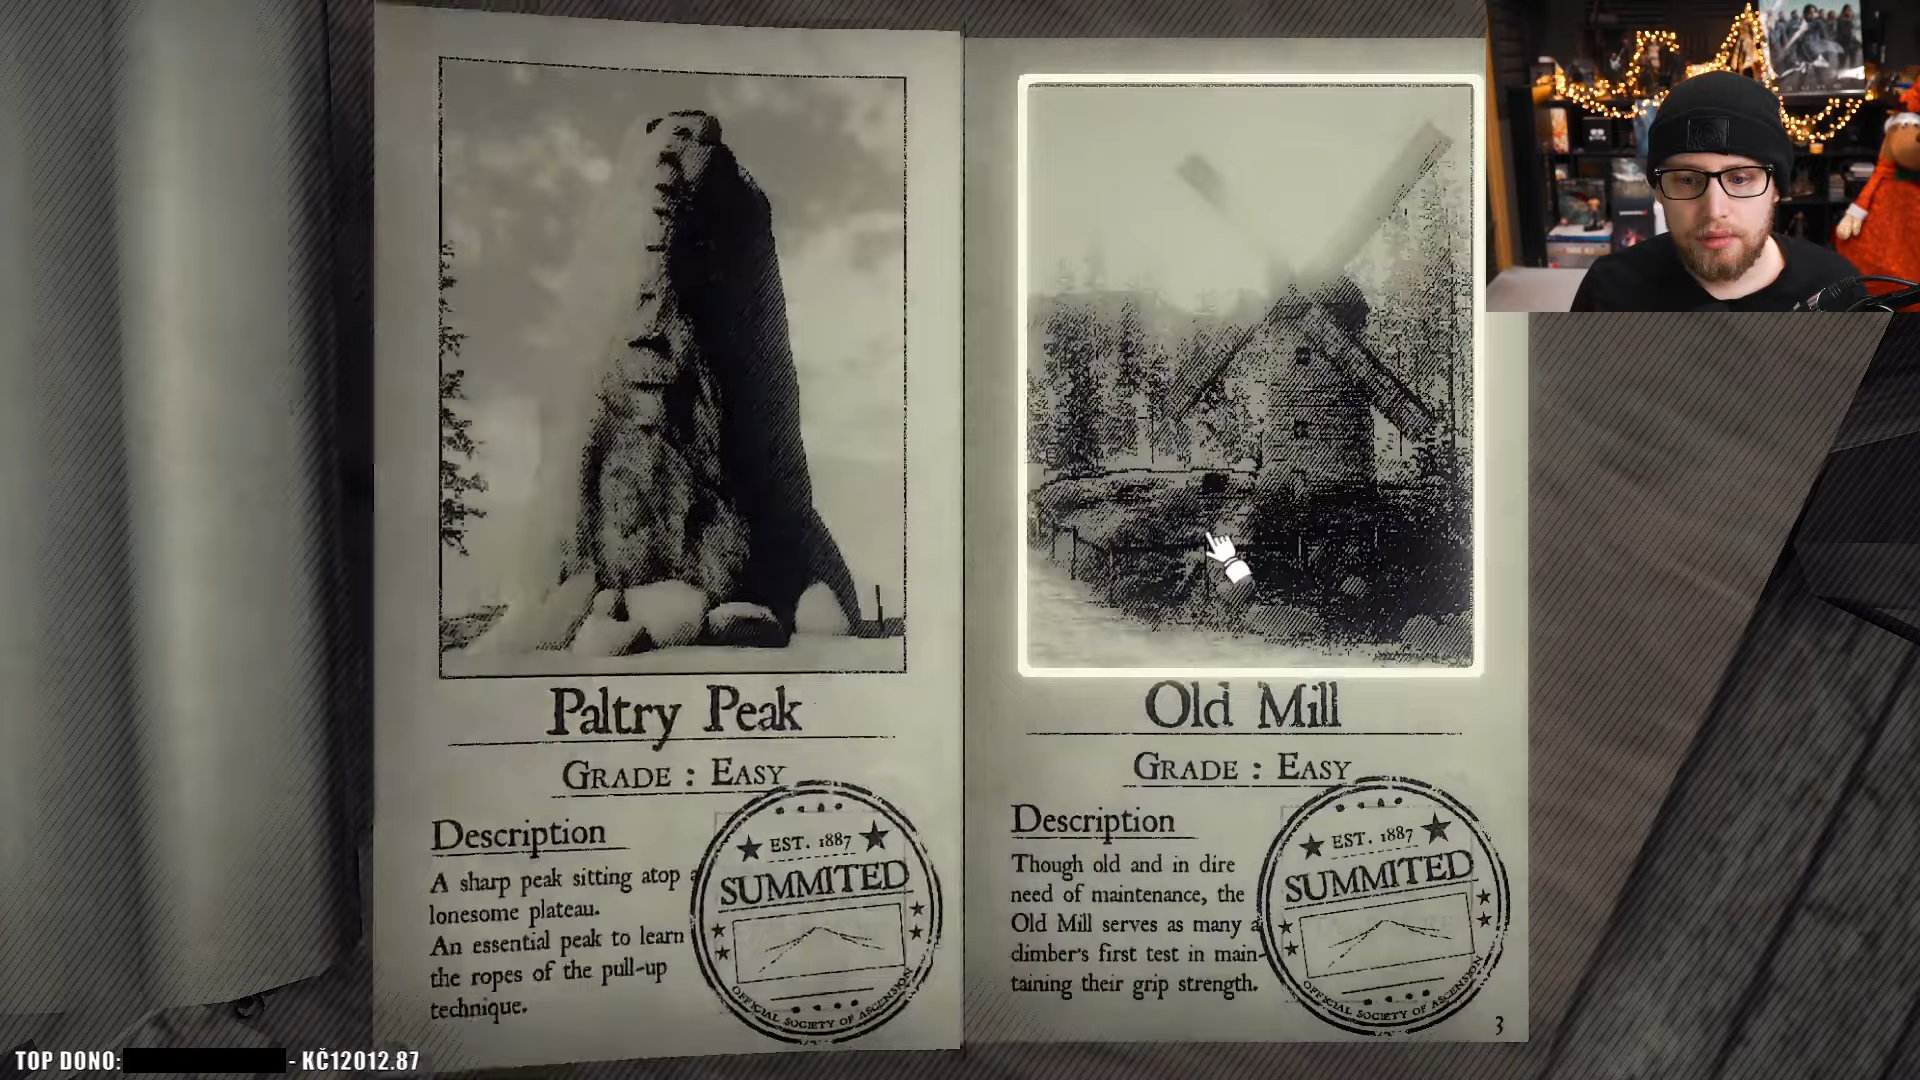 Paltry Peak
GRADE : EASY
Description
A sharp peak sitting atop a
lonesome plateau.
An essential peak to learn
the ropes of the pull-up
technique.
EST. 1887
SUMMITED
OFFICIAL SOCIETY OF ASCENSION
Old Mill
GRADE : EASY
Description
Though old and in dire
need of maintenance, the
Old Mill serves as many a
climber's first test in main-
taining their grip strength.
EST. 1887
SUMMITED
OFFICIAL SOCIETY OF ASCENSION
3
TOP DONO: - KČ12012.87